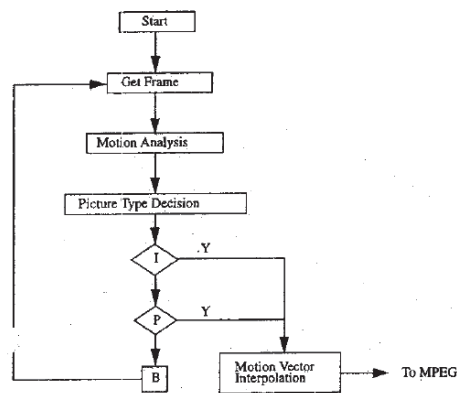 Start
Get Frame
Motion Analysis
Picture Type Decision
I
Y
P
Y
B
Motion Vector
Interpolation
To MPEG